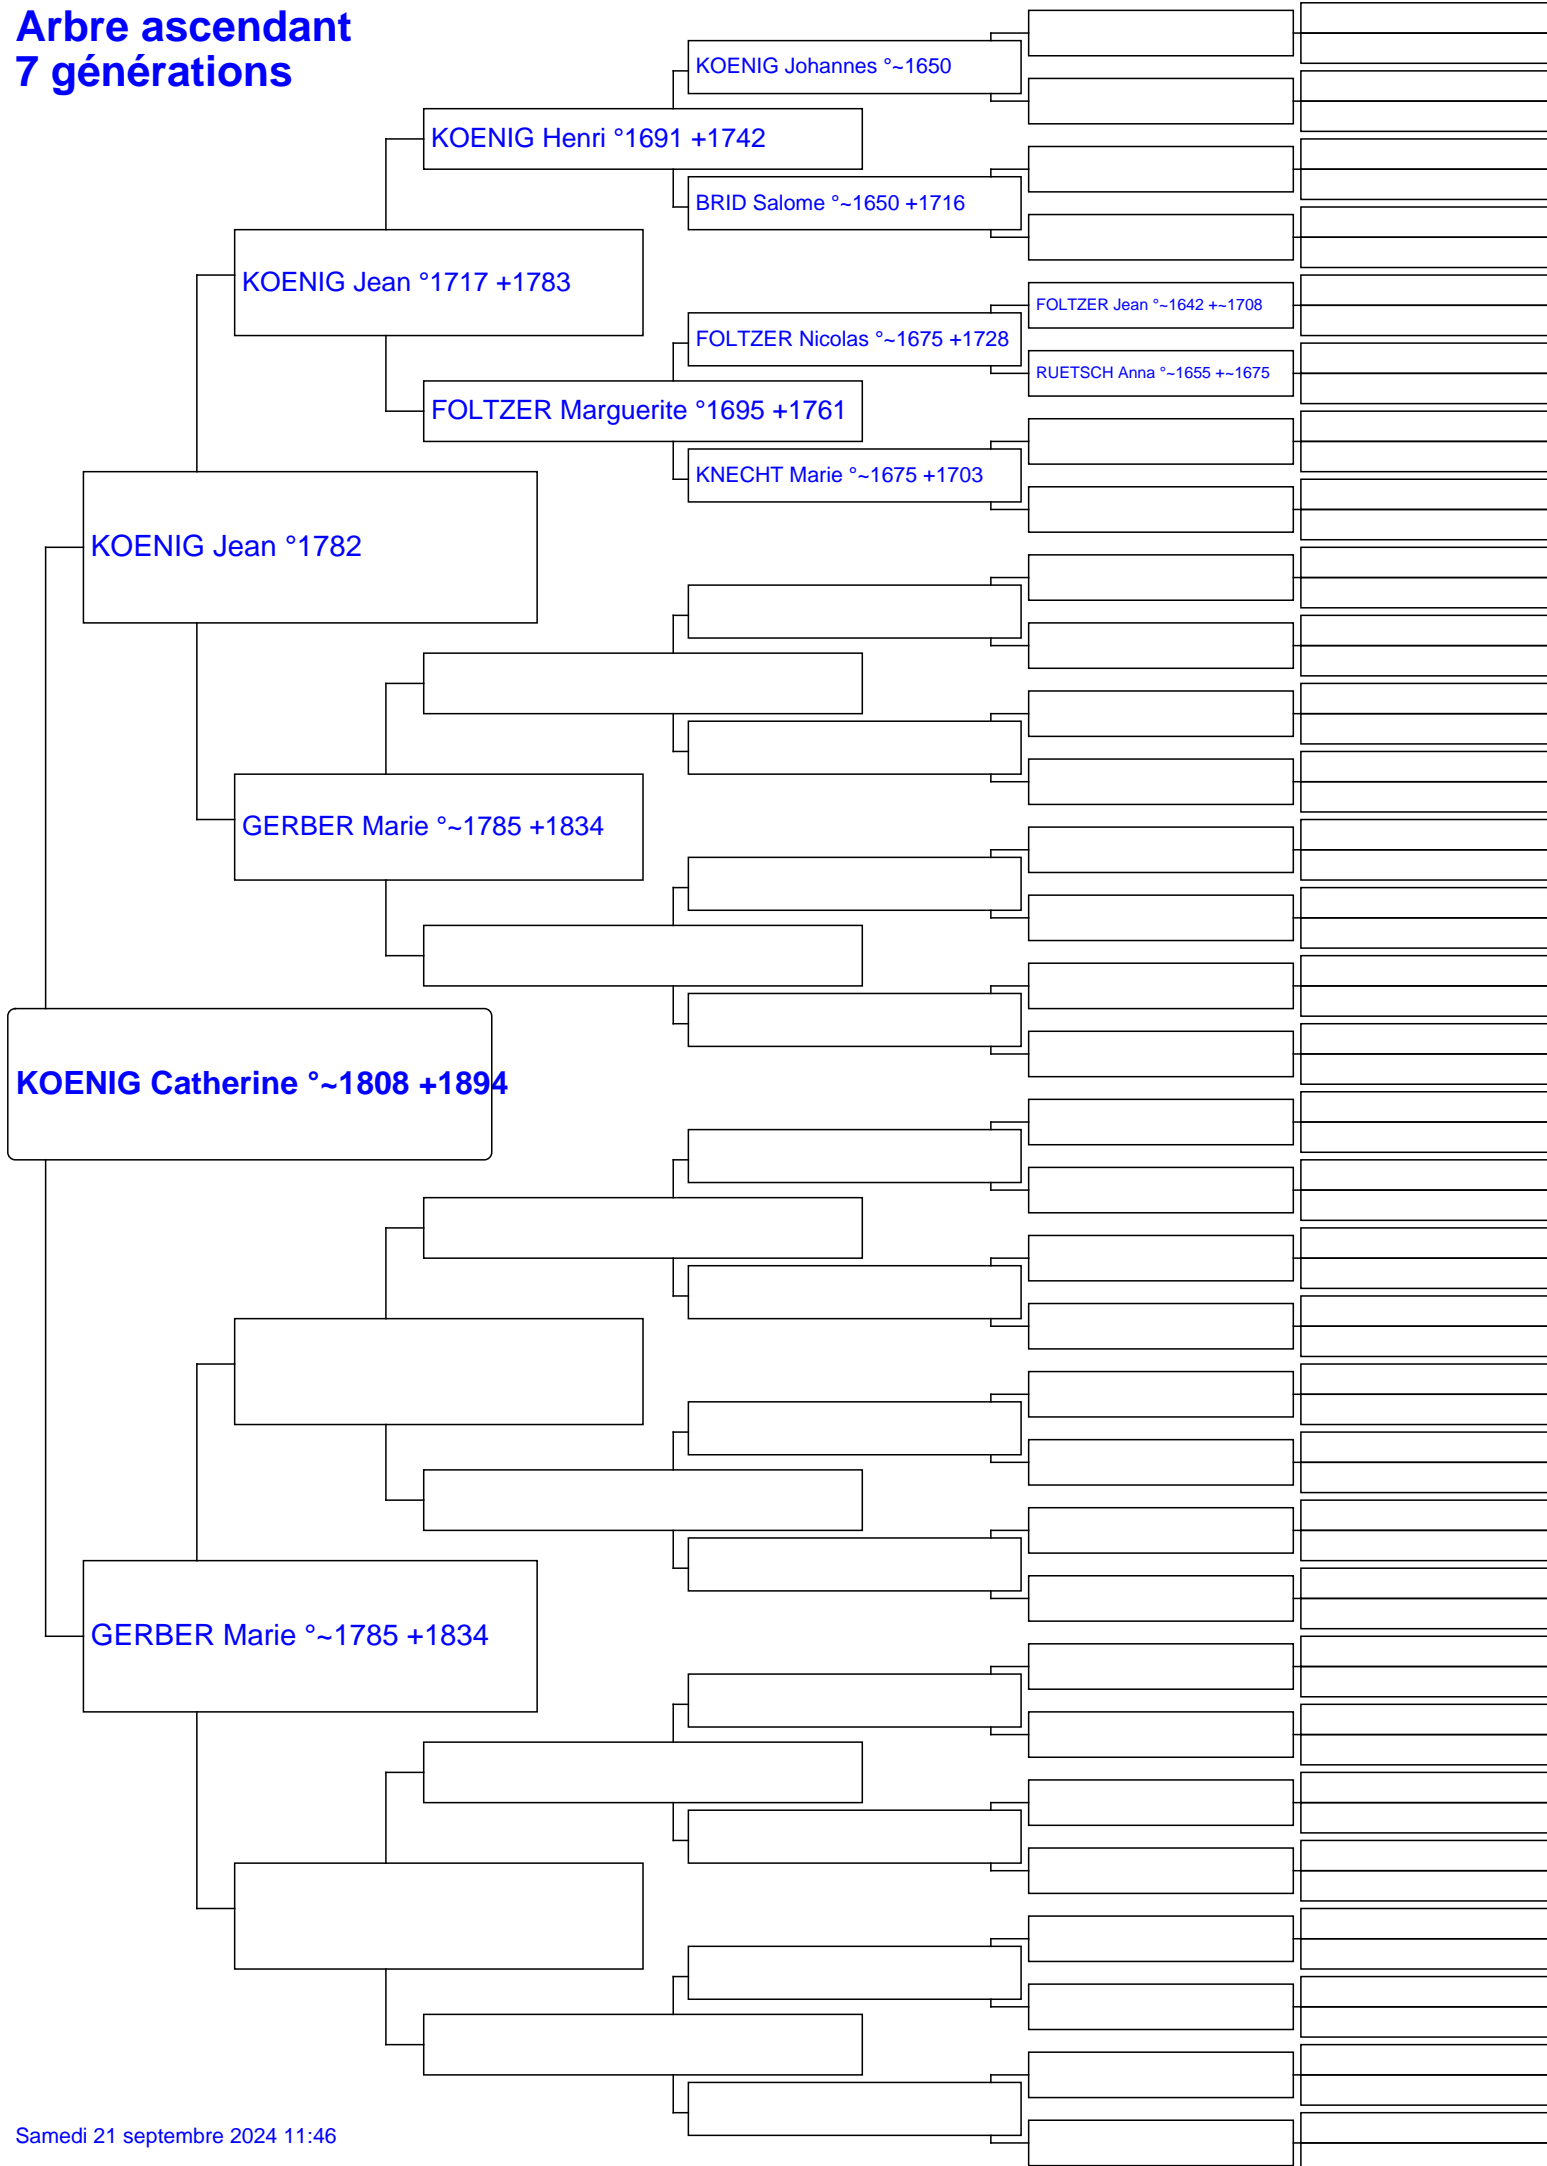 Arbre ascendant
7 générations
KOENIG Johannes °~1650
KOENIG Henri °1691 +1742
BRID Salome °~1650 +1716
KOENIG Jean °1717 +1783
FOLTZER Jean °~1642 +~1708
FOLTZER Nicolas °~1675 +1728
RUETSCH Anna °~1655 +~1675
FOLTZER Marguerite °1695 +1761
KNECHT Marie °~1675 +1703
KOENIG Jean °1782
GERBER Marie °~1785 +1834
KOENIG Catherine °~1808 +1894
GERBER Marie °~1785 +1834
Samedi 21 septembre 2024 11:46